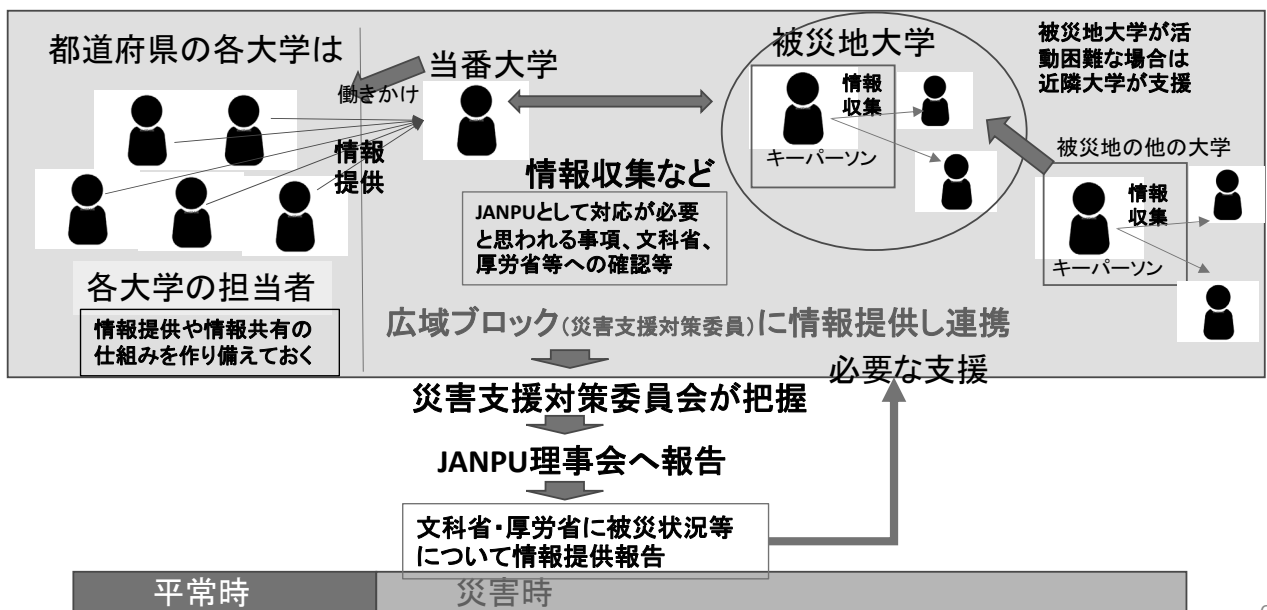 都道府県の各大学は
働きかけ
情報
提供
各大学の担当者
情報提供や情報共有の
仕組みを作り備えておく
当番大学
情報収集など
JANPUとして対応が必要
と思われる事項、文科省、
厚労省等への確認等
被災地大学
情報
収集
キーパーソン
被災地大学が活
動困難な場合は
近隣大学が支援
被災地の他の大学
情報
収集
キーパーソン
広域ブロック(災害支援対策委員)に情報提供し連携
必要な支援
災害支援対策委員会が把握
JANPU理事会へ報告
文科省・厚労省に被災状況等
について情報提供報告
平常時
災害時